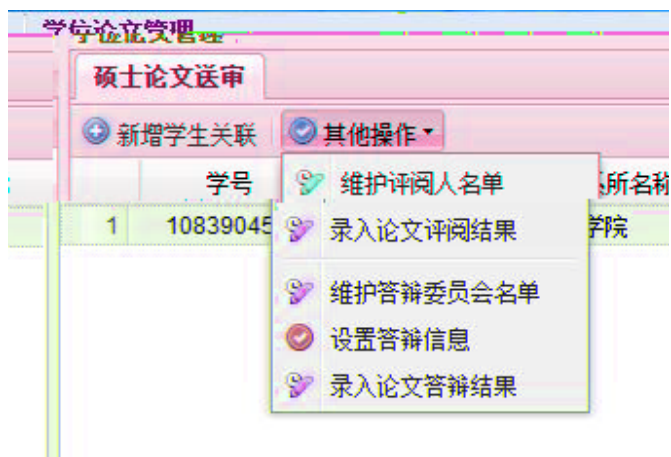 学位论文管理
硕士论文送审
新增学生关联 其他操作
学号 所名称
维护评阅人名单
1 10839045 学院
录入论文评阅结果
维护答辩委员会名单
设置答辩信息
录入论文答辩结果